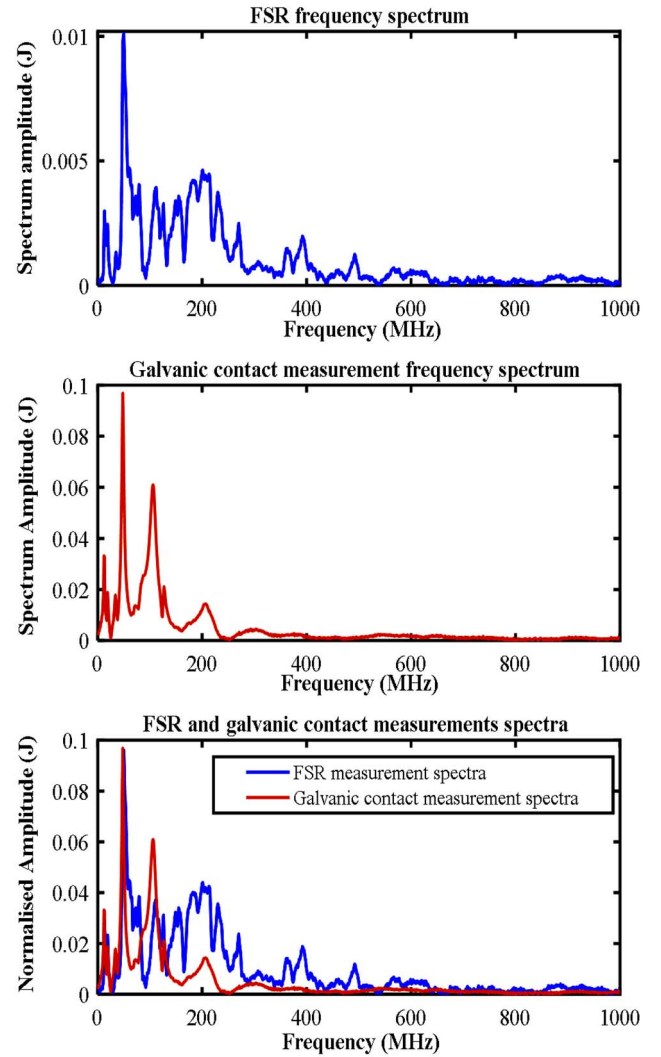 FSR frequency spectrum
Spectrum amplitude (J)
0.01
0.005
0
0 200 400 600 800 1000
Frequency (MHz)
Galvanic contact measurement frequency spectrum
Spectrum Amplitude (J)
0.1
0.08
0.06
0.04
0.02
0
0 200 400 600 800 1000
Frequency (MHz)
FSR and galvanic contact measurements spectra
Normalised Amplitude (J)
0.1
0.08
0.06
0.04
0.02
0
FSR measurement spectra
Galvanic contact measurement spectra
0 200 400 600 800 1000
Frequency (MHz)